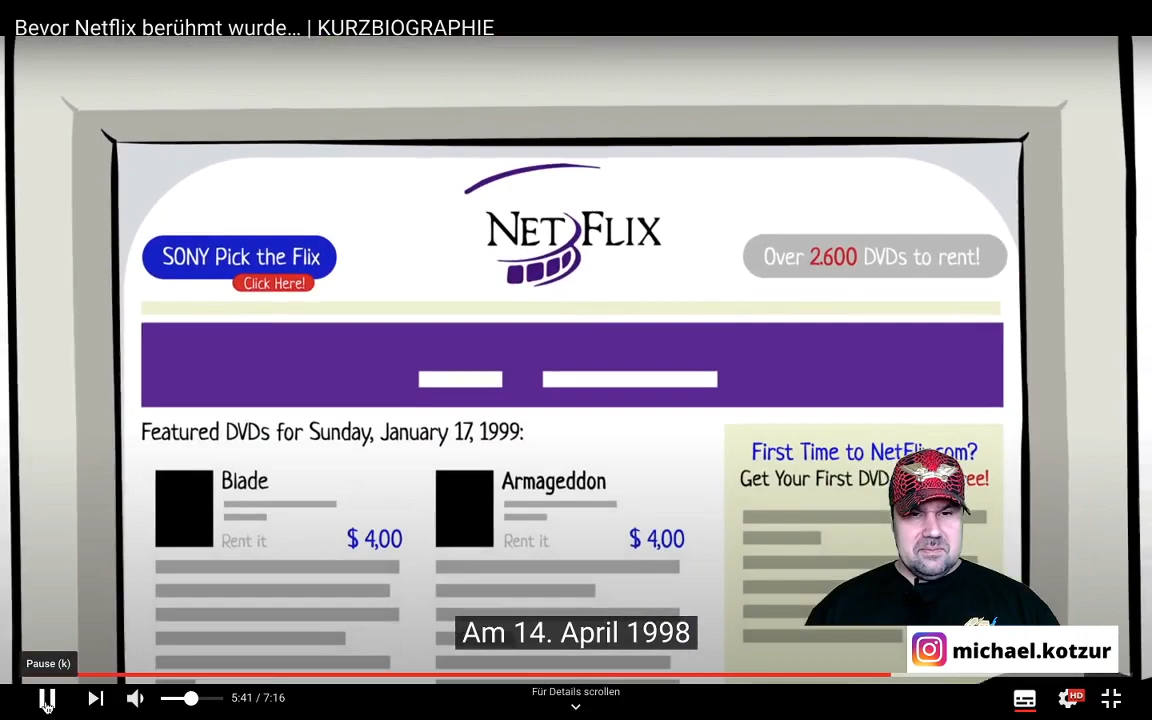 Bevor Netflix berühmt wurde... | KURZBIOGRAPHIE
NETFLIX
SONY Pick the Flix
Click Here!
Over 2.600 DVDs to rent!
Featured DVDs for Sunday, January 17, 1999:
Blade
Rent it
$ 4,00
Armageddon
Rent it
$ 4,00
First Time to NetFlix.com?
Get Your First DVD ree!
Am 14. April 1998
michael.kotzur
Pause (k)
5:41 / 7:16
Für Details scrollen
HD